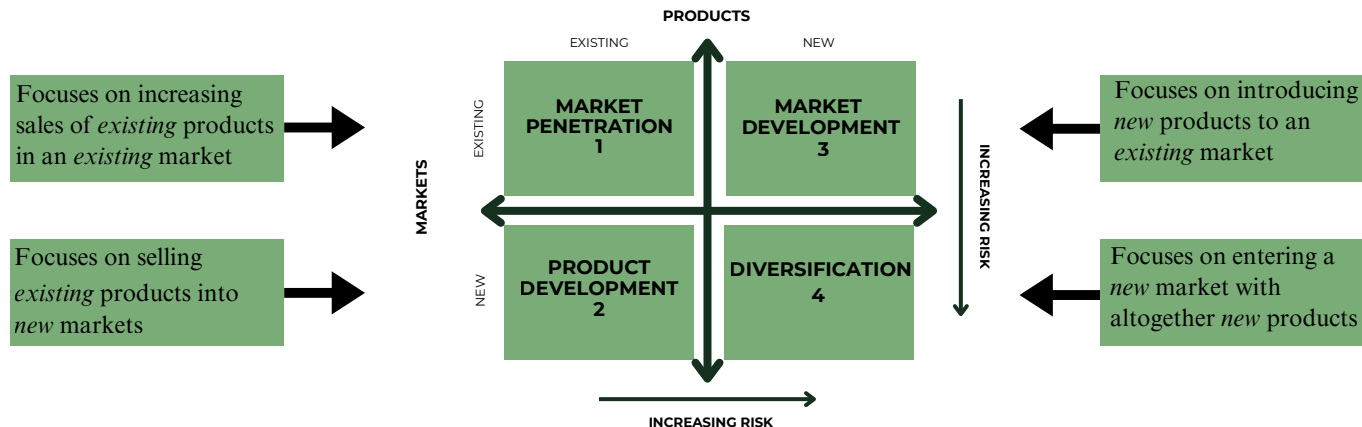 PRODUCTS
EXISTING
NEW
Focuses on increasing
sales of existing products
in an existing market
MARKETS
EXISTING
MARKET
PENETRATION
1
MARKET
DEVELOPMENT
3
INCREASING RISK
Focuses on introducing
new products to an
existing market
Focuses on selling
existing products into
new markets
NEW
PRODUCT
DEVELOPMENT
2
DIVERSIFICATION
4
Focuses on entering a
new market with
altogether new products
INCREASING RISK